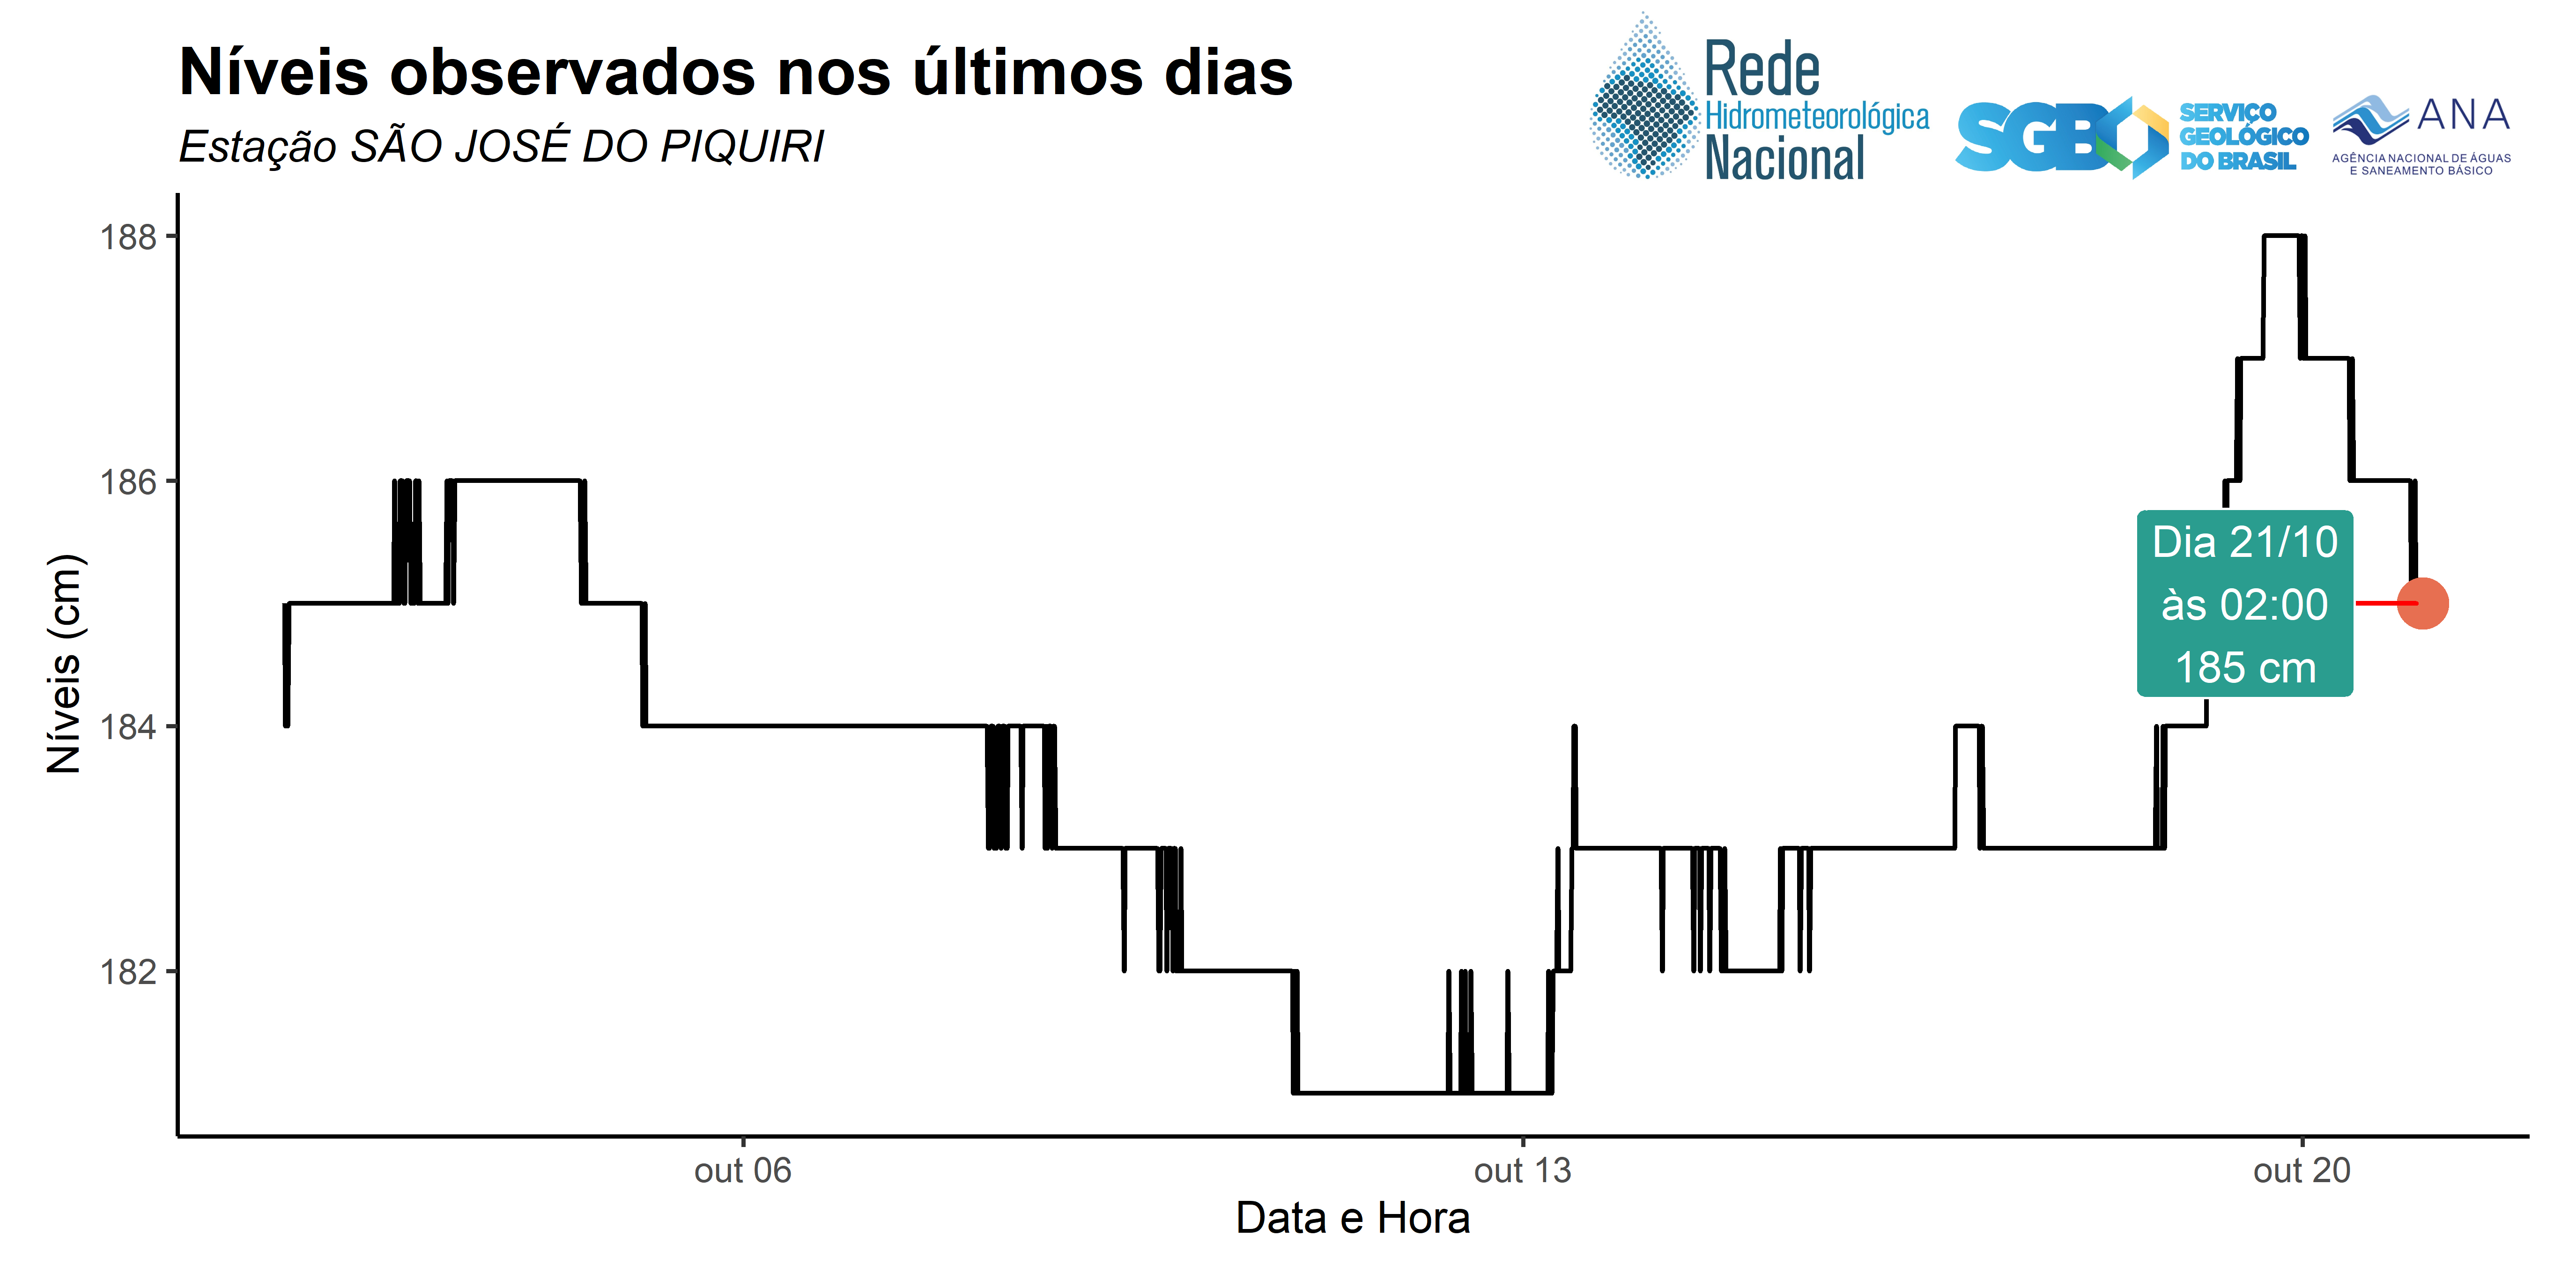 Níveis observados nos últimos dias
Estação SÃO JOSÉ DO PIQUIRI
Rede
Hidrometeorológica
Nacional
SGB
SERVIÇO
GEOLÓGICO
DO BRASIL
ANA
AGÊNCIA NACIONAL DE ÁGUAS
E SANEAMENTO BÁSICO
Níveis (cm)
188
186
184
182
Dia 21/10
às 02:00
185 cm
out 06
out 13
out 20
Data e Hora